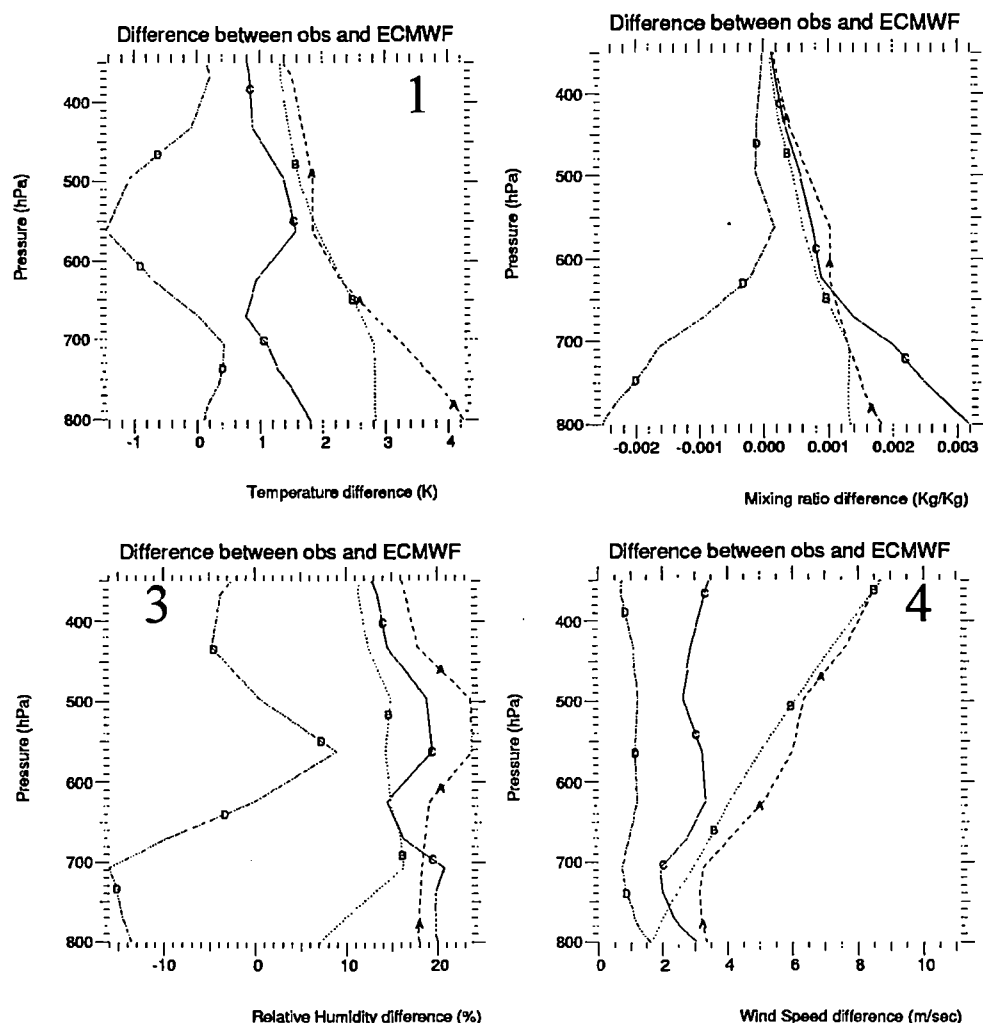 Difference between obs and ECMWF
1
400
500
600
700
800
Pressure (hPa)
-1
0
1
2
3
4
Temperature difference (K)
A
A
A
B
B
C
C
C
D
D
D
Difference between obs and ECMWF
400
500
600
700
800
Pressure (hPa)
-0.002
-0.001
0.000
0.001
0.002
0.003
Mixing ratio difference (Kg/Kg)
A
A
A
B
B
C
C
C
D
D
D
Difference between obs and ECMWF
3
400
500
600
700
800
Pressure (hPa)
-10
0
10
20
Relative Humidity difference (%)
A
A
A
B
B
C
C
C
D
D
D
D
Difference between obs and ECMWF
4
400
500
600
700
800
Pressure (hPa)
0
2
4
6
8
10
Wind Speed difference (m/sec)
A
A
A
B
B
B
C
C
C
D
D
D